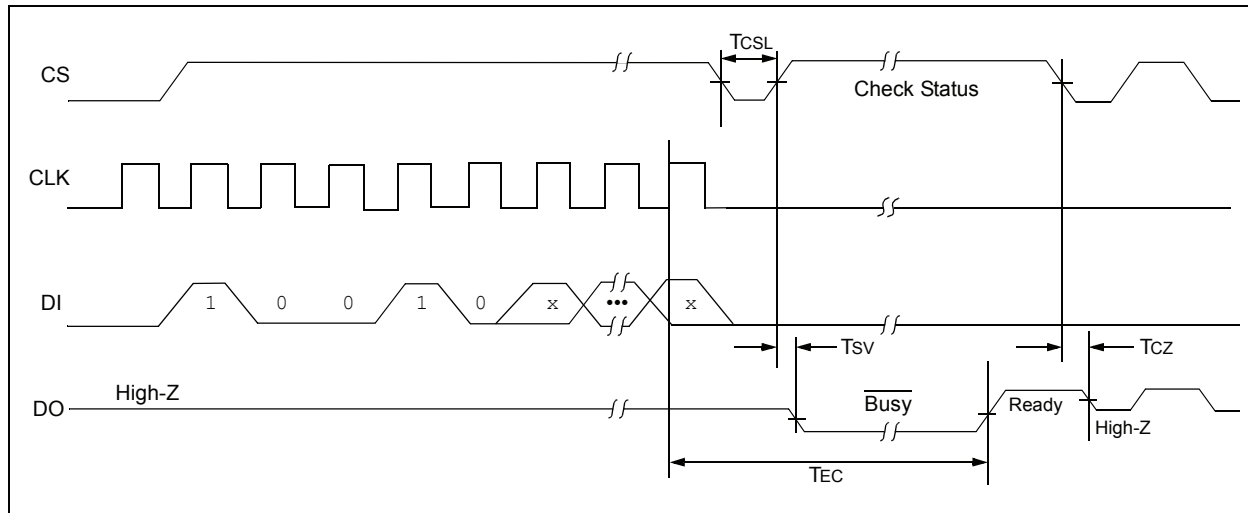 TCSL
CS
Check Status
CLK
DI
1 0 0 1 0 x ••• x
TSV
TCZ
High-Z
DO
Busy
Ready
High-Z
TEC